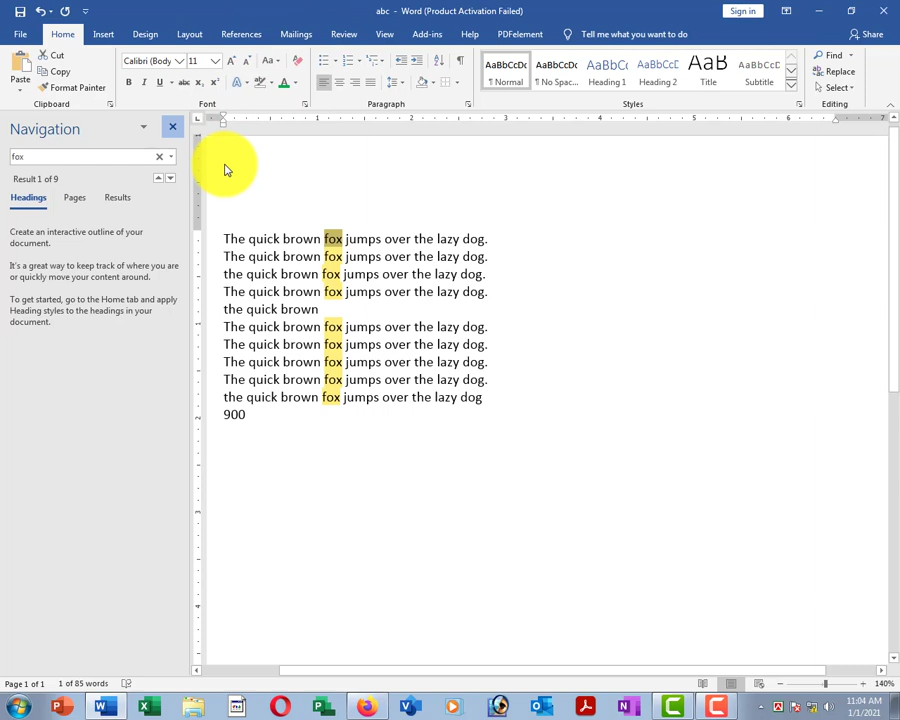 abc - Word (Product Activation Failed)
Sign in
File Home Insert Design Layout References Mailings Review View Add-ins Help PDFelement Tell me what you want to do Share
Paste Cut Copy Format Painter
Calibri (Body 11
AaBbCcDc AaBbCcDc AaBbCc AaBbCcD AaB AaBbCcD
¶ Normal ¶ No Spac... Heading 1 Heading 2 Title Subtitle
Find Replace Select
Clipboard Font Paragraph Styles Editing
Navigation
fox
Result 1 of 9
Headings Pages Results
Create an interactive outline of your
document.
It's a great way to keep track of where you are
or quickly move your content around.
To get started, go to the Home tab and apply
Heading styles to the headings in your
document.
1 2 3 4 5 6 7
The quick brown fox jumps over the lazy dog.
The quick brown fox jumps over the lazy dog.
the quick brown fox jumps over the lazy dog.
The quick brown fox jumps over the lazy dog.
the quick brown
The quick brown fox jumps over the lazy dog.
The quick brown fox jumps over the lazy dog.
The quick brown fox jumps over the lazy dog.
The quick brown fox jumps over the lazy dog.
the quick brown fox jumps over the lazy dog
900
Page 1 of 1 1 of 85 words 140%
11:04 AM
1/1/2021